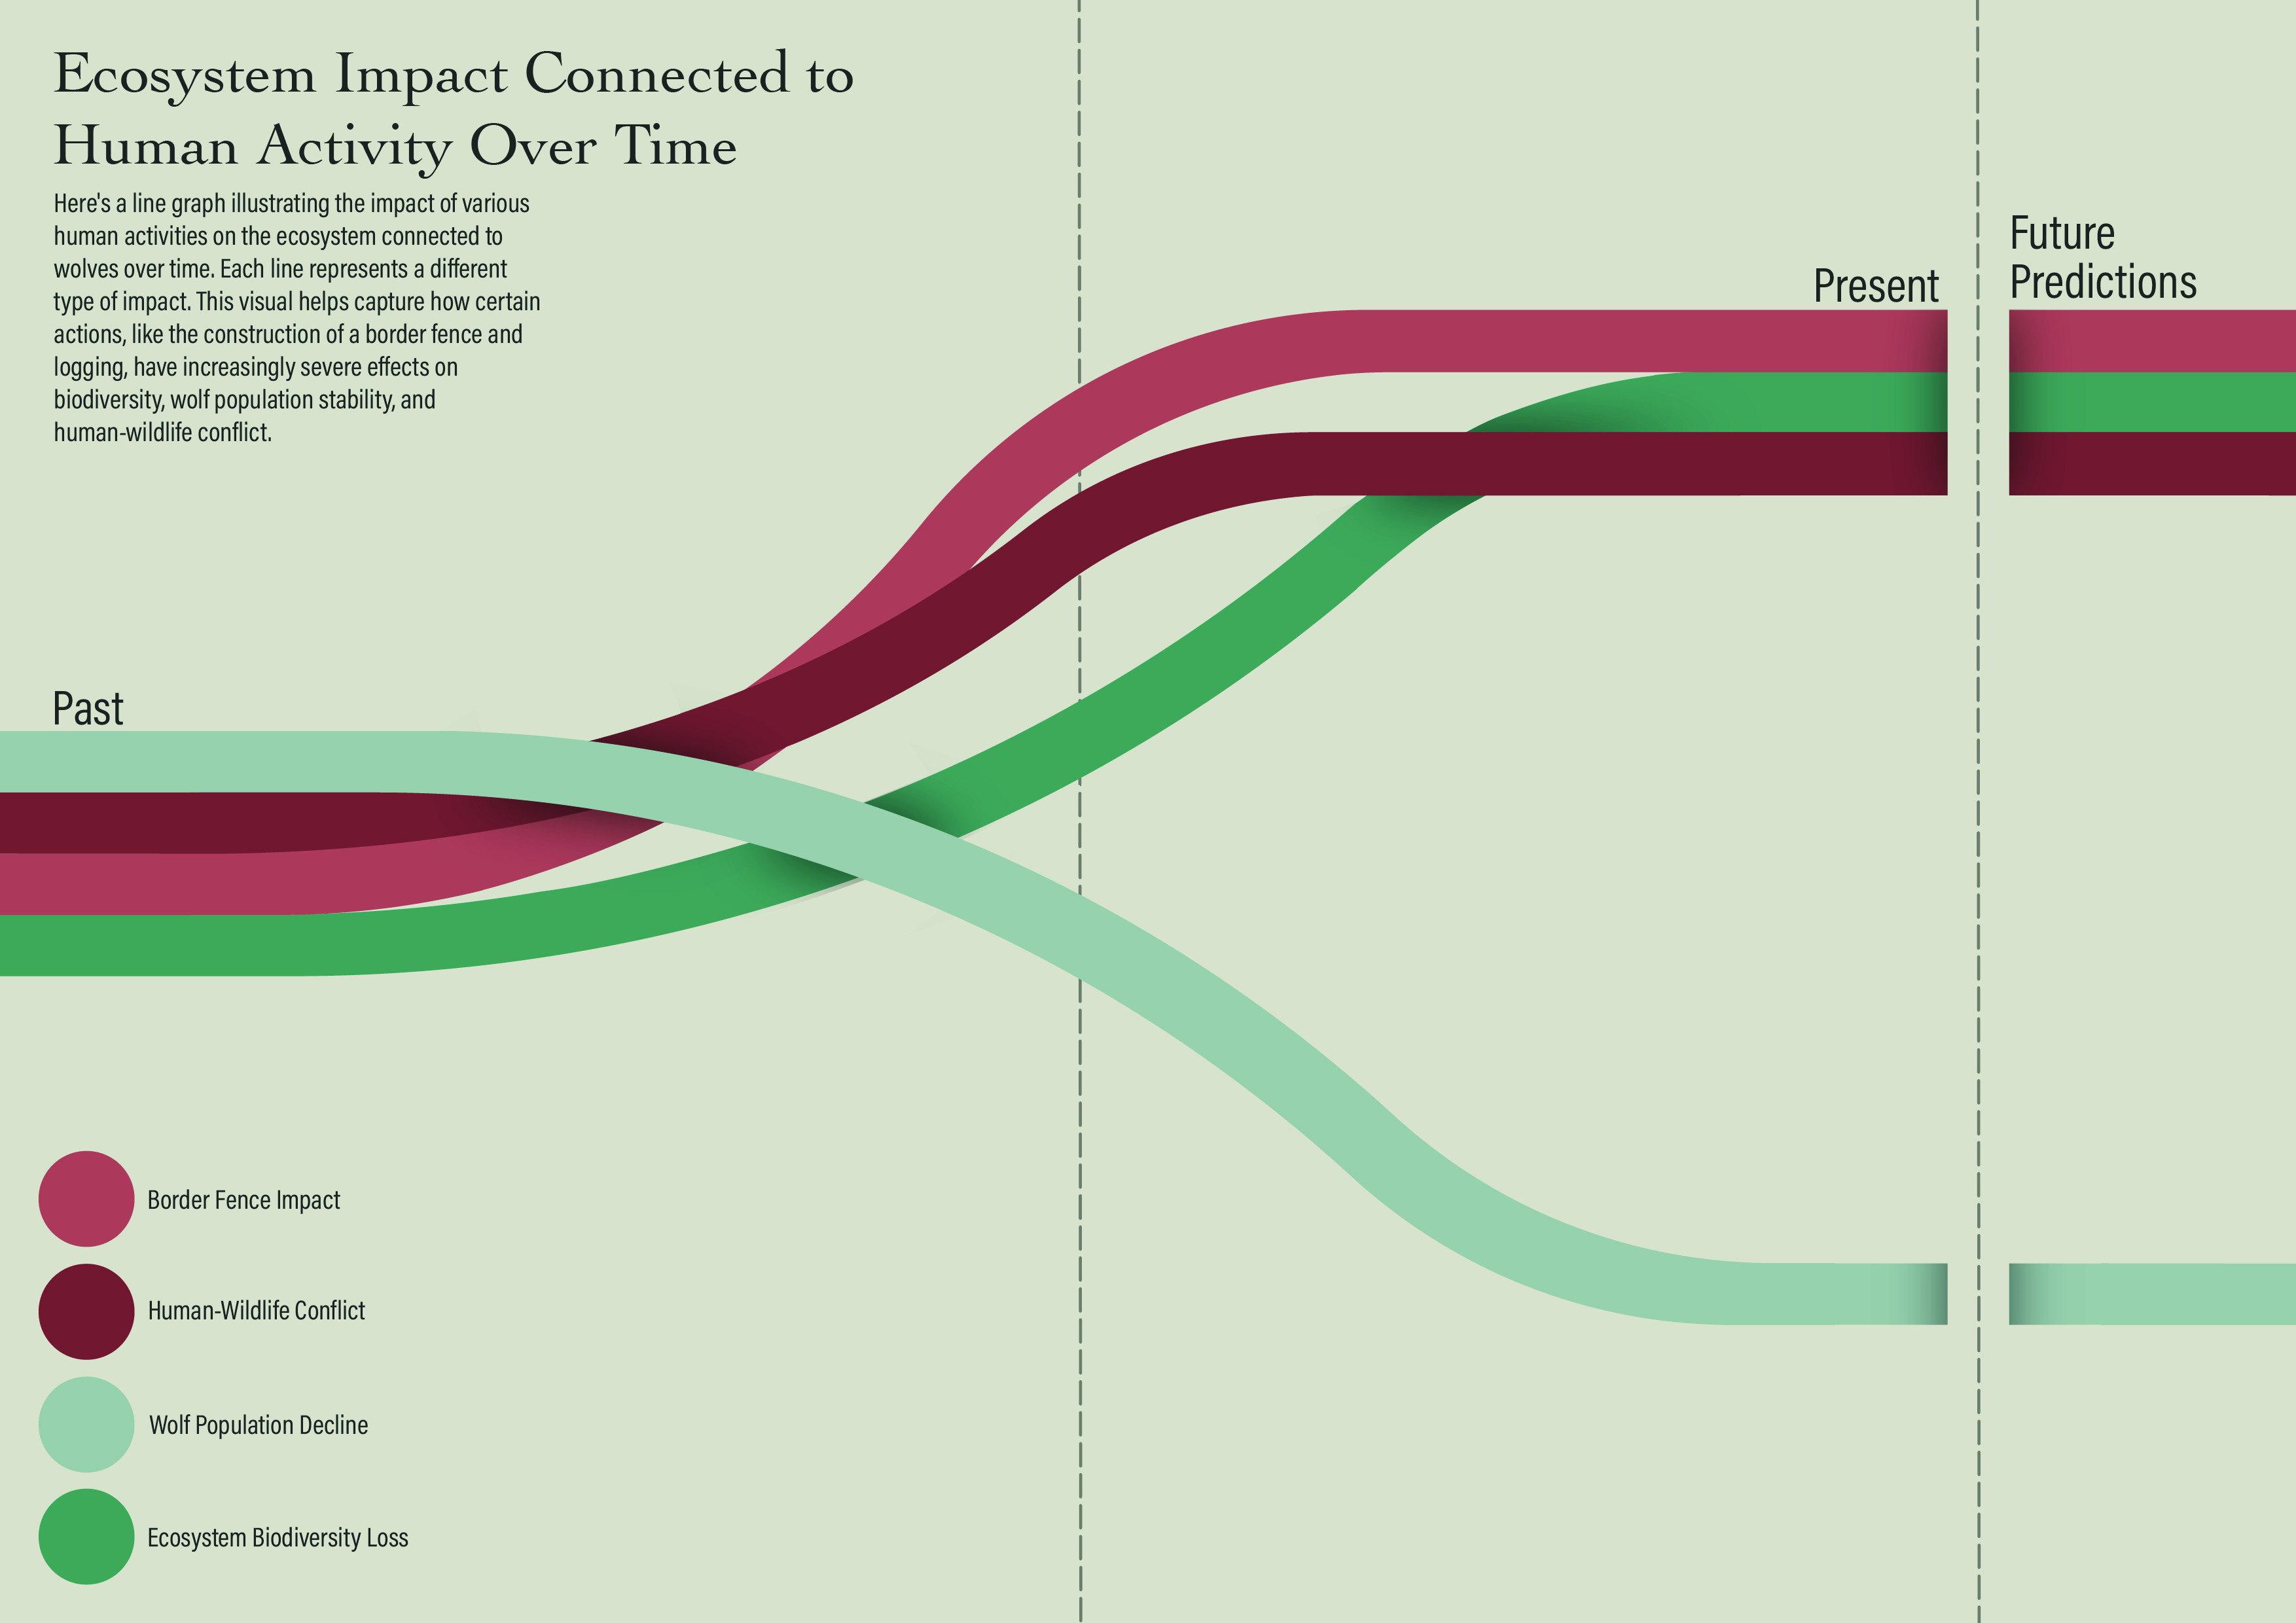 Ecosystem Impact Connected to
Human Activity Over Time
Here's a line graph illustrating the impact of various
human activities on the ecosystem connected to
wolves over time. Each line represents a different
type of impact. This visual helps capture how certain
actions, like the construction of a border fence and
logging, have increasingly severe effects on
biodiversity, wolf population stability, and
human-wildlife conflict.
Future
Predictions
Present
Past
Border Fence Impact
Human-Wildlife Conflict
Wolf Population Decline
Ecosystem Biodiversity Loss